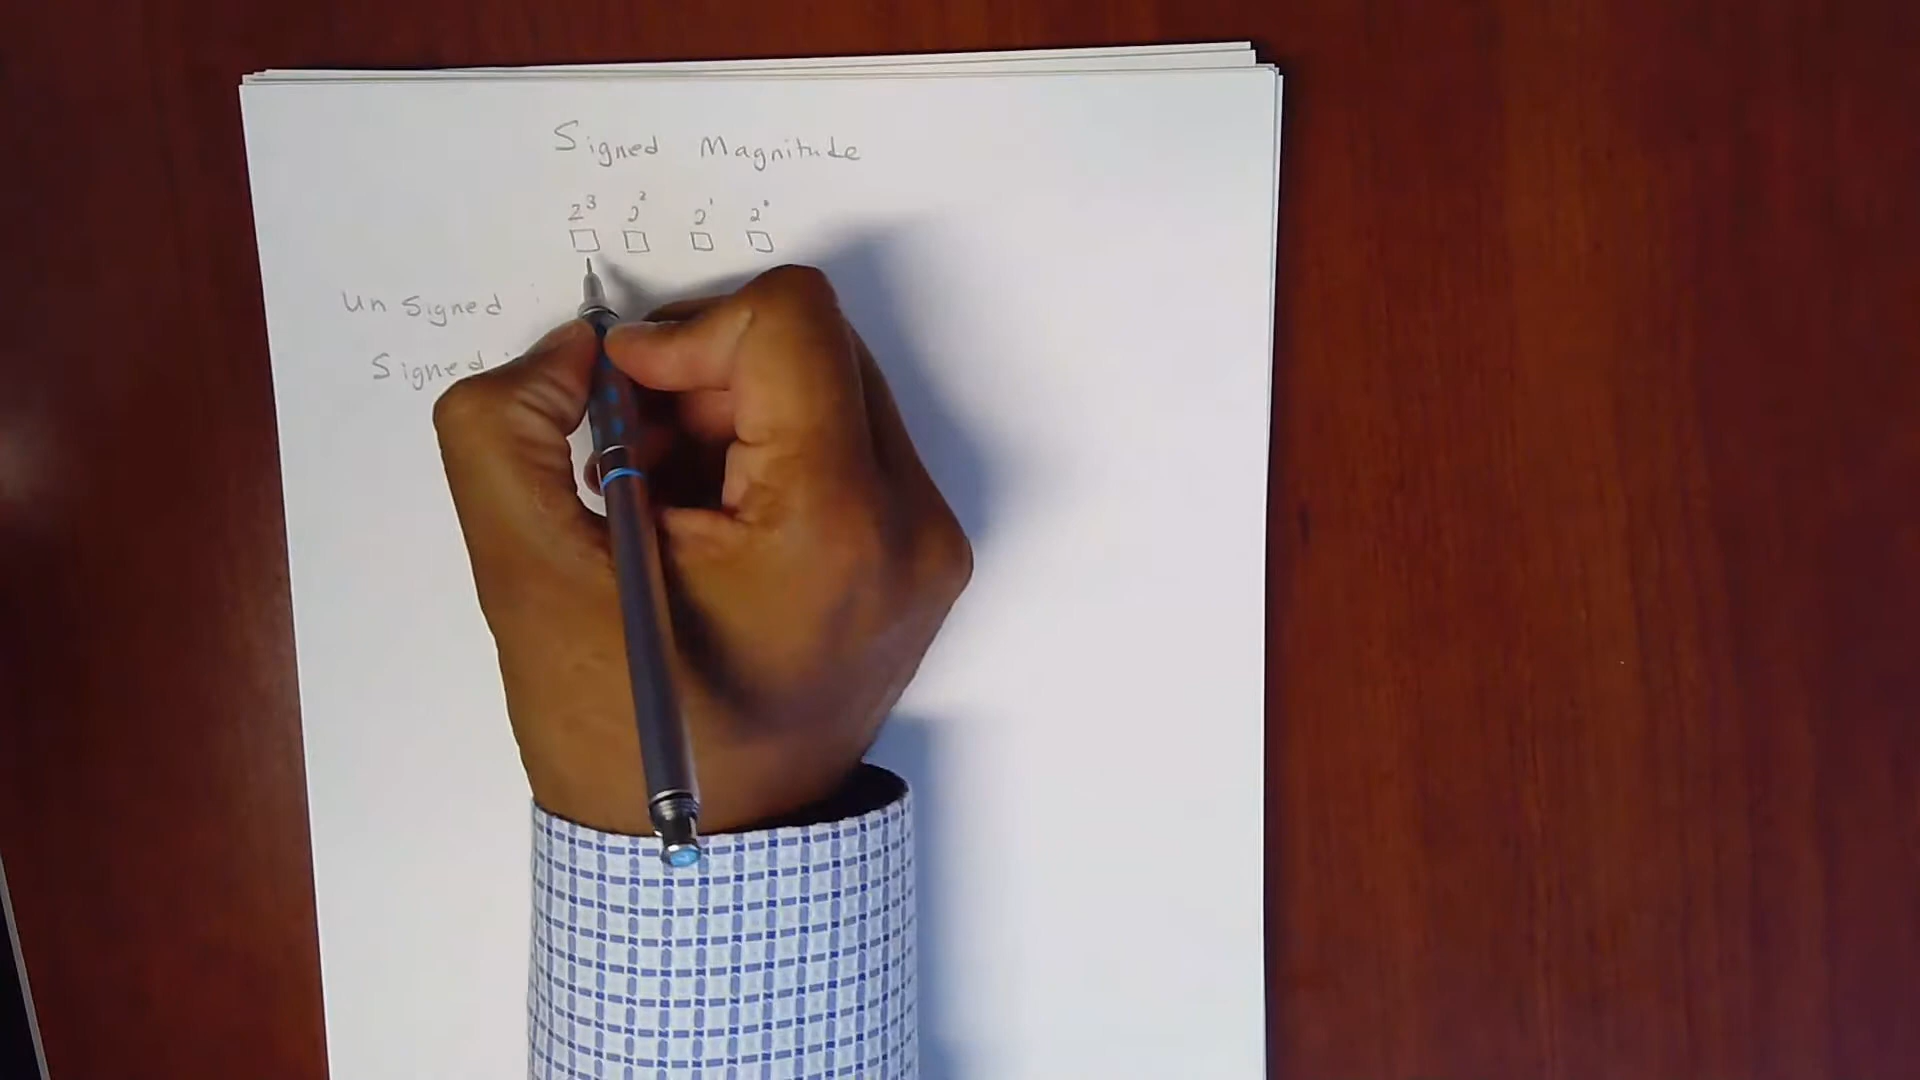 Signed Magnitude
2³ 2² 2¹ 2⁰
Un Signed :
Signed :